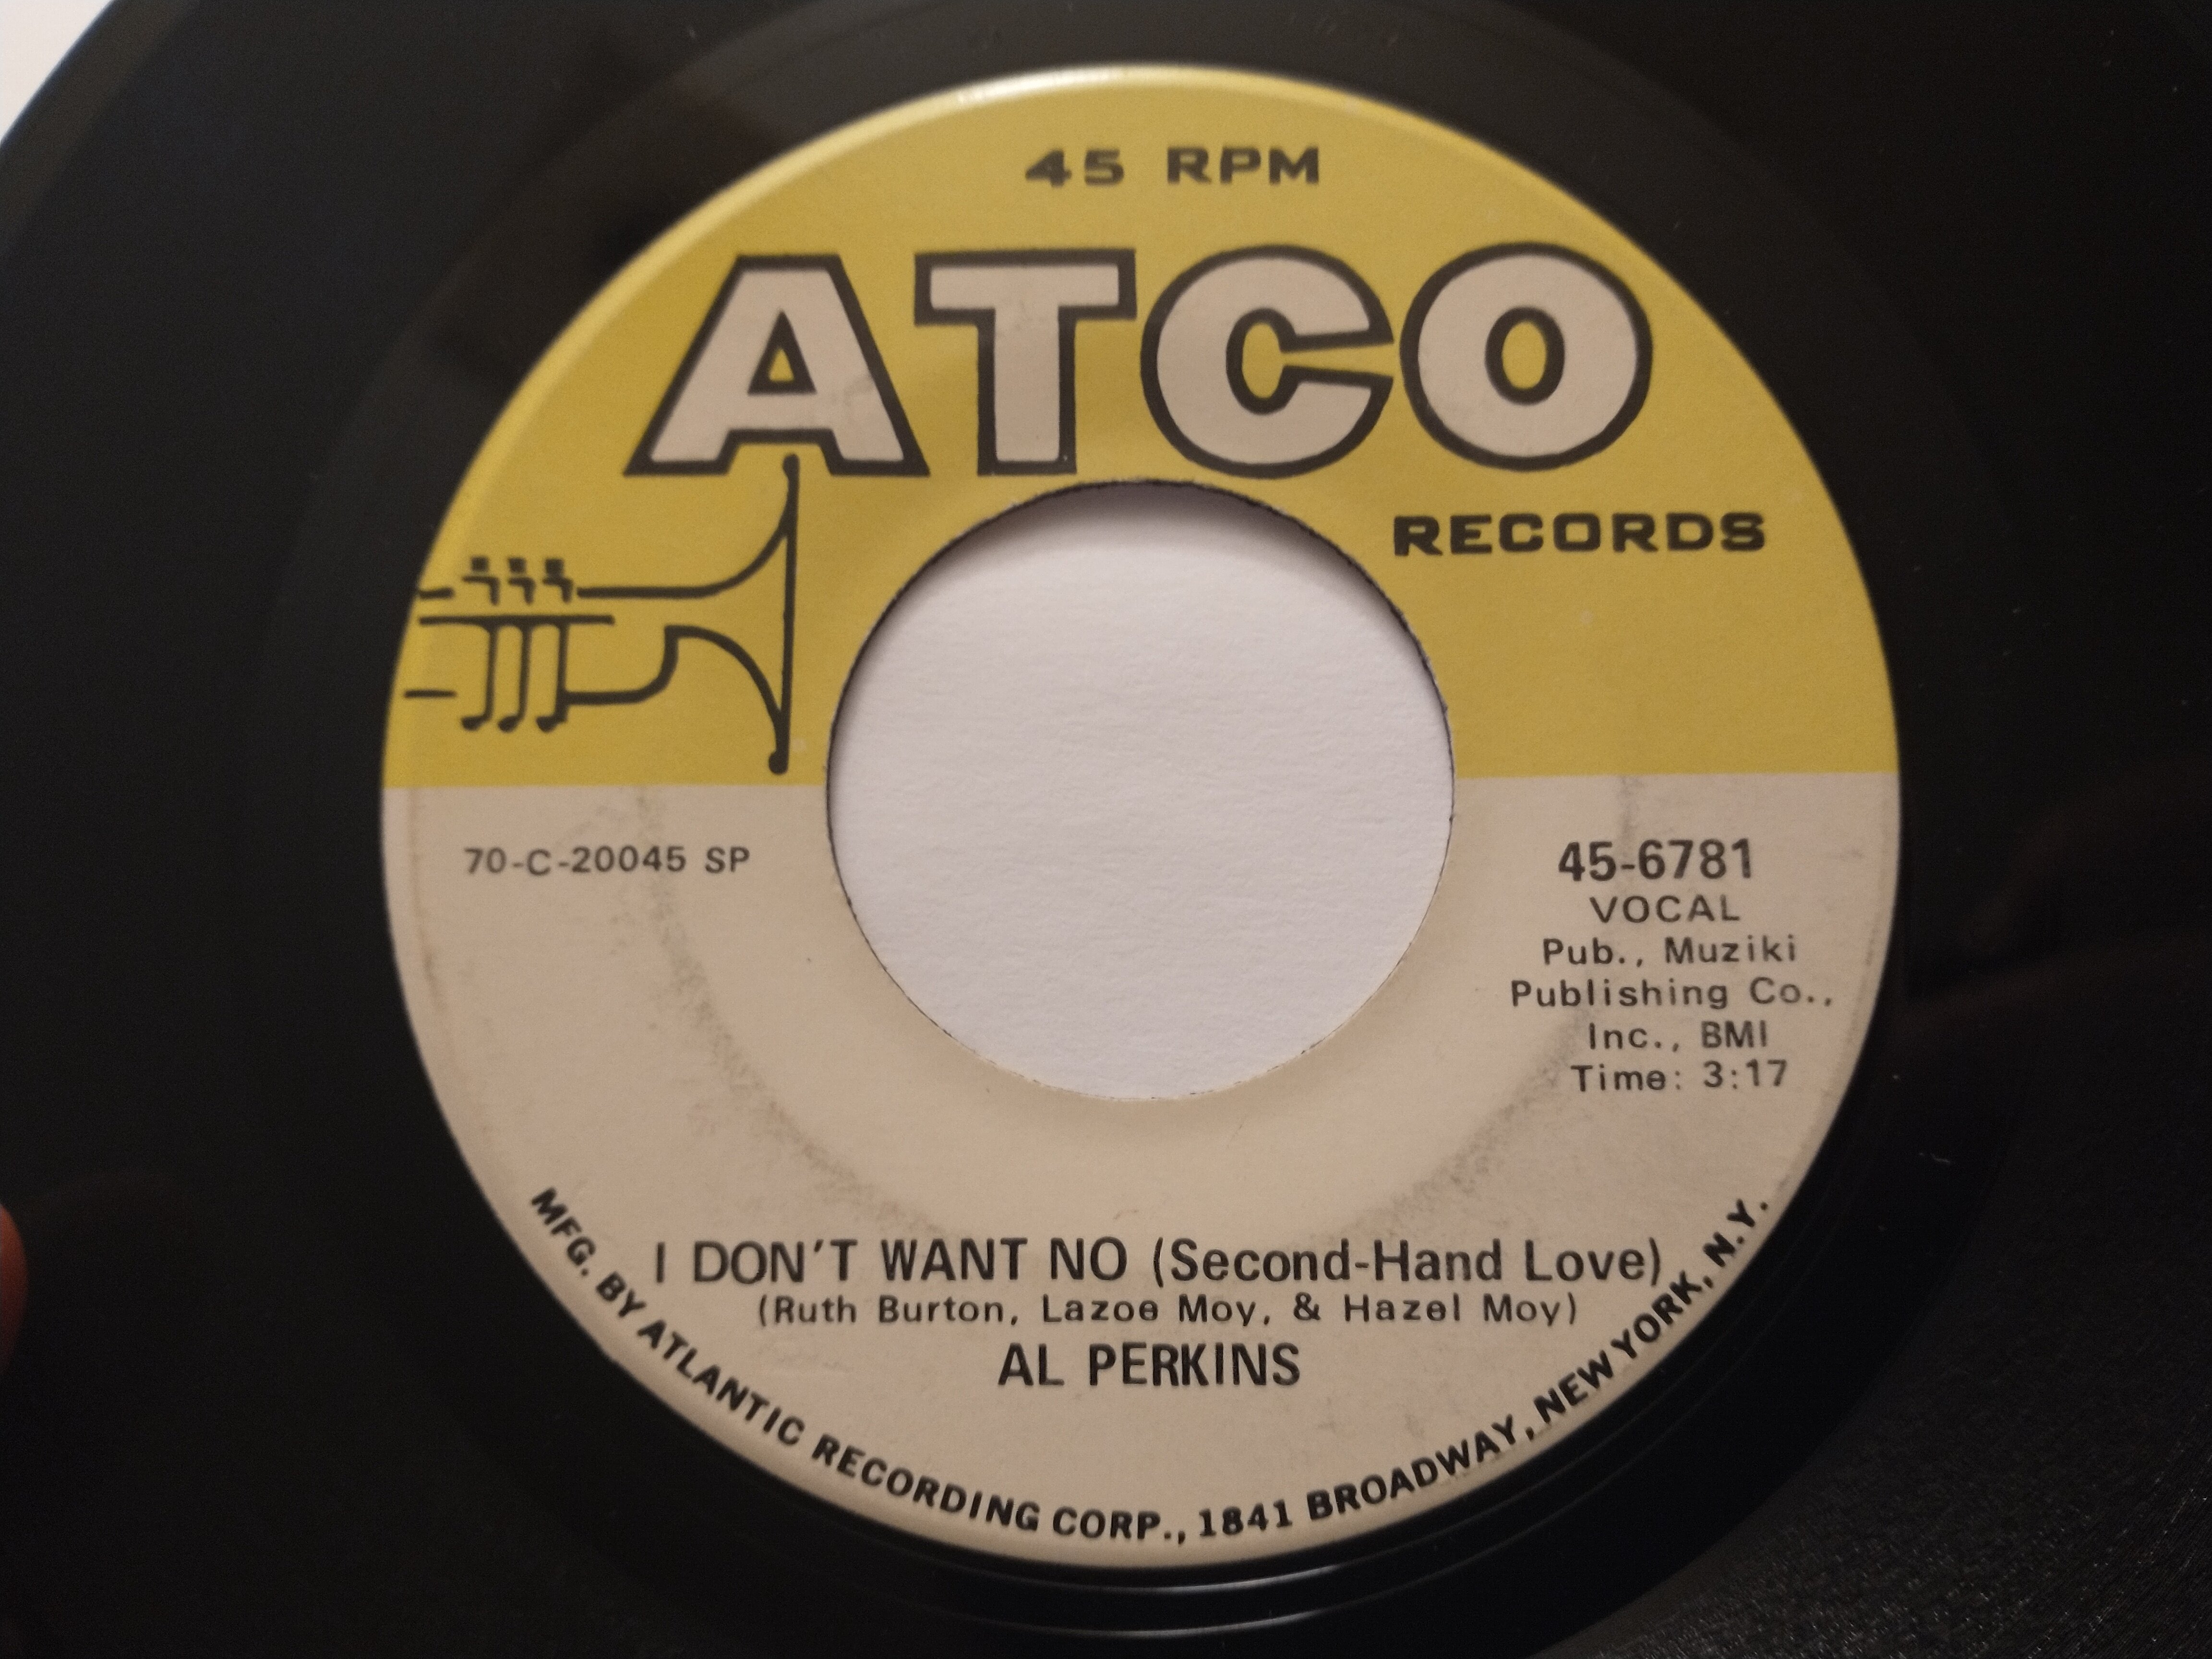 45 RPM
ATCO
RECORDS
70-C-20045 SP
45-6781
VOCAL
Pub., Muziki
Publishing Co.,
Inc., BMI
Time: 3:17
I DON'T WANT NO (Second-Hand Love)
(Ruth Burton, Lazoe Moy, & Hazel Moy)
AL PERKINS
MFG. BY ATLANTIC RECORDING CORP., 1841 BROADWAY, NEW YORK, N.Y.